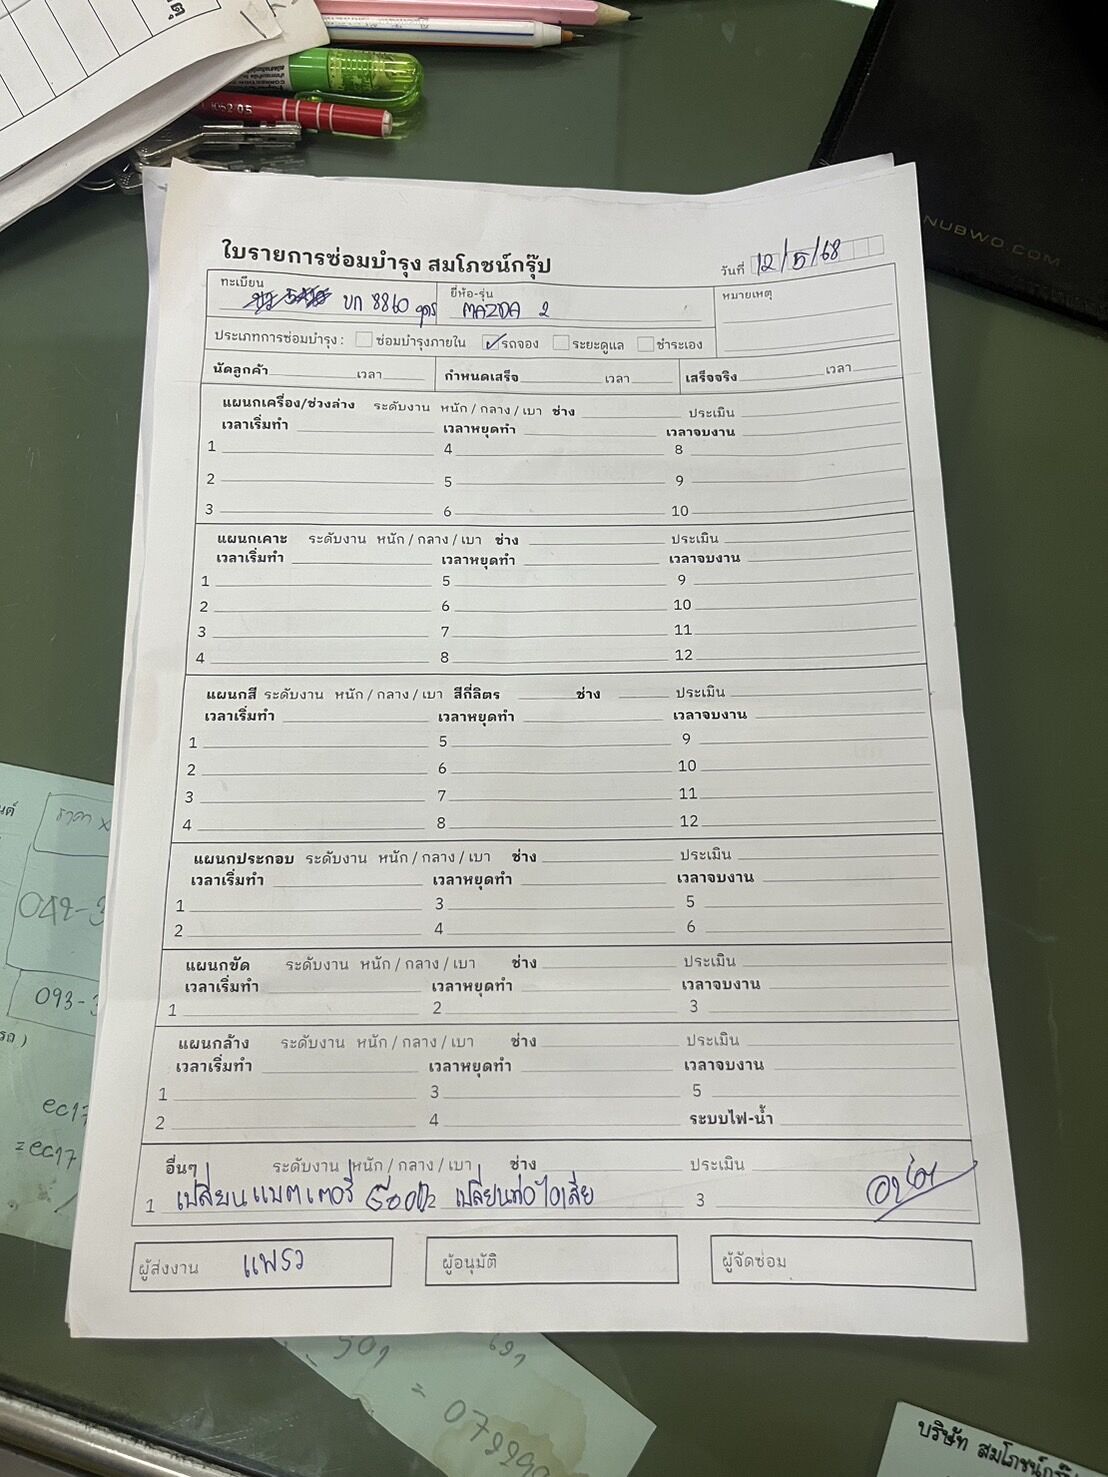 1052 0.5
NUBWO.COM
ใบรายการซ่อมบำรุง สมโภชน์กรุ๊ป
วันที่ 12/5/68
ทะเบียน บก 8860 อุดร
ยี่ห้อ-รุ่น MAZDA 2
หมายเหตุ
ประเภทการซ่อมบำรุง : ซ่อมบำรุงภายใน ✓ รถจอง ระยะดูแล ชำระเอง
นัดลูกค้า เวลา กำหนดเสร็จ เวลา เสร็จจริง เวลา
แผนกเครื่อง/ช่วงล่าง ระดับงาน หนัก / กลาง / เบา ช่าง ประเมิน
เวลาเริ่มทำ เวลาหยุดทำ เวลาจบงาน
1 4 8
2 5 9
3 6 10
แผนกเคาะ ระดับงาน หนัก / กลาง / เบา ช่าง ประเมิน
เวลาเริ่มทำ เวลาหยุดทำ เวลาจบงาน
1 5 9
2 6 10
3 7 11
4 8 12
แผนกสี ระดับงาน หนัก / กลาง / เบา สีกี่ลิตร ช่าง ประเมิน
เวลาเริ่มทำ เวลาหยุดทำ เวลาจบงาน
1 5 9
2 6 10
3 7 11
4 8 12
แผนกประกอบ ระดับงาน หนัก / กลาง / เบา ช่าง ประเมิน
เวลาเริ่มทำ เวลาหยุดทำ เวลาจบงาน
1 3 5
2 4 6
แผนกขัด ระดับงาน หนัก / กลาง / เบา ช่าง ประเมิน
เวลาเริ่มทำ เวลาหยุดทำ เวลาจบงาน
1 2 3
แผนกล้าง ระดับงาน หนัก / กลาง / เบา ช่าง ประเมิน
เวลาเริ่มทำ เวลาหยุดทำ เวลาจบงาน
1 3 5
2 4 ระบบไฟ-น้ำ
อื่นๆ ระดับงาน หนัก / กลาง / เบา ช่าง ประเมิน
1 เปลี่ยนแบตเตอรี่ เปลี่ยนท่อไอเสีย 3
ผู้ส่งงาน แพรว
ผู้อนุมัติ
ผู้จัดซ่อม
ราคา
042-3
093-3
รถ )
ec17
=ec17
บริษัท สมโภชน์กรุ๊ป